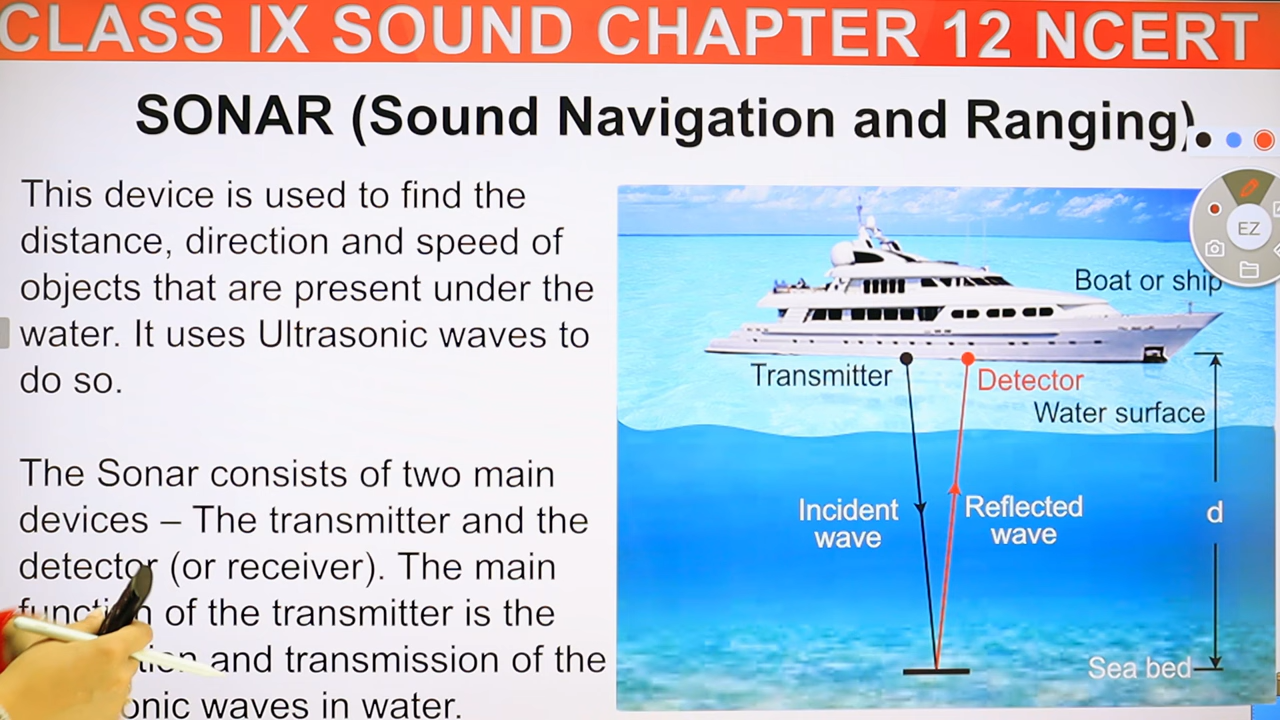 CLASS IX SOUND CHAPTER 12 NCERT
SONAR (Sound Navigation and Ranging)
This device is used to find the
distance, direction and speed of
objects that are present under the
water. It uses Ultrasonic waves to
do so.
The Sonar consists of two main
devices – The transmitter and the
detector (or receiver). The main
function of the transmitter is the
and transmission of the
waves in water.
EZ
Boat or ship
Transmitter
Detector
Water surface
Incident
wave
Reflected
wave
d
Sea bed